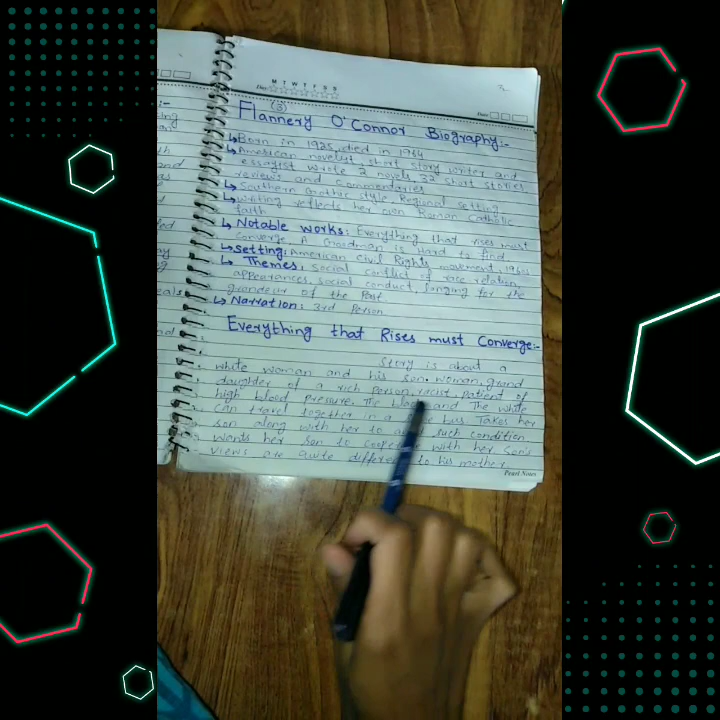 M T W T F S S
Day:
Date:
(3)
Flannery O'Connor Biography:-
↳ Born in 1925, died in 1964
↳ American novelist, short story writer and
essayist wrote 2 novels 32 short stories
reviews and commentaries
↳ Southern Gothic style, Regional setting
↳ writing reflects her own Roman Catholic
faith
↳ Notable works: Everything that rises must
converge, A Goodman is Hard to find
↳ Setting: American Civil Rights movement, 1960s
↳ Themes, social conflict of race relation,
appearances, social conduct, longing for the
grandeur of the Past
↳ Narration: 3rd Person
Everything that Rises must Converge:-
Story is about a
white woman and his son. Woman, grand
daughter of a rich person, racist, patient of
high blood pressure. The black and The white
can travel together in a bus. Takes her
son along with her to such condition
wants her son to cooperate with her. Son's
views are quite different to his mother
Pearl Notes